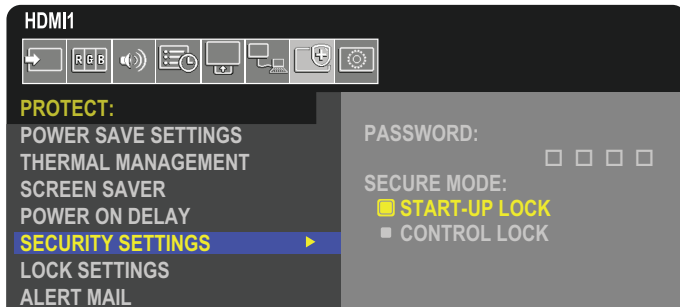 HDMI1
RGB
PROTECT:
POWER SAVE SETTINGS
THERMAL MANAGEMENT
SCREEN SAVER
POWER ON DELAY
SECURITY SETTINGS
LOCK SETTINGS
ALERT MAIL
PASSWORD:
SECURE MODE:
START-UP LOCK
CONTROL LOCK